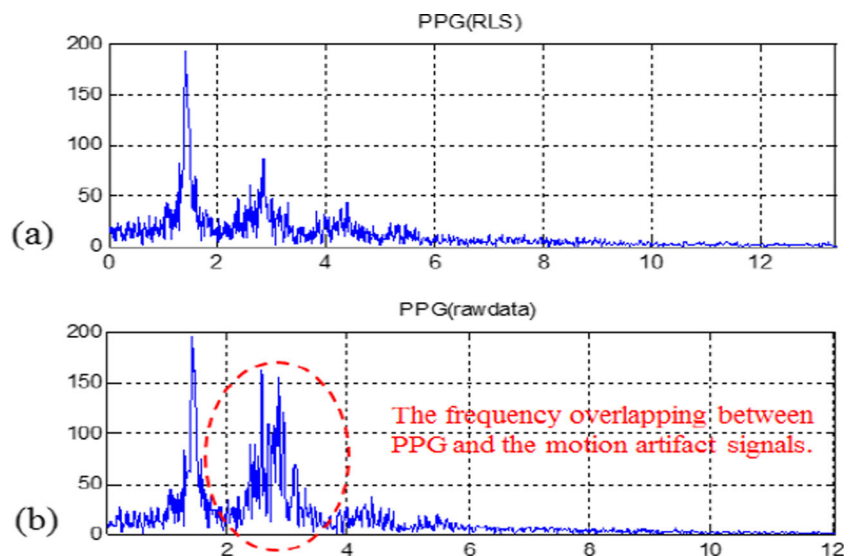 PPG(RLS)
200
150
100
50
0
0 2 4 6 8 10 12
(a)
PPG(rawdata)
200
150
100
50
0
2 4 6 8 10 12
The frequency overlapping between
PPG and the motion artifact signals.
(b)